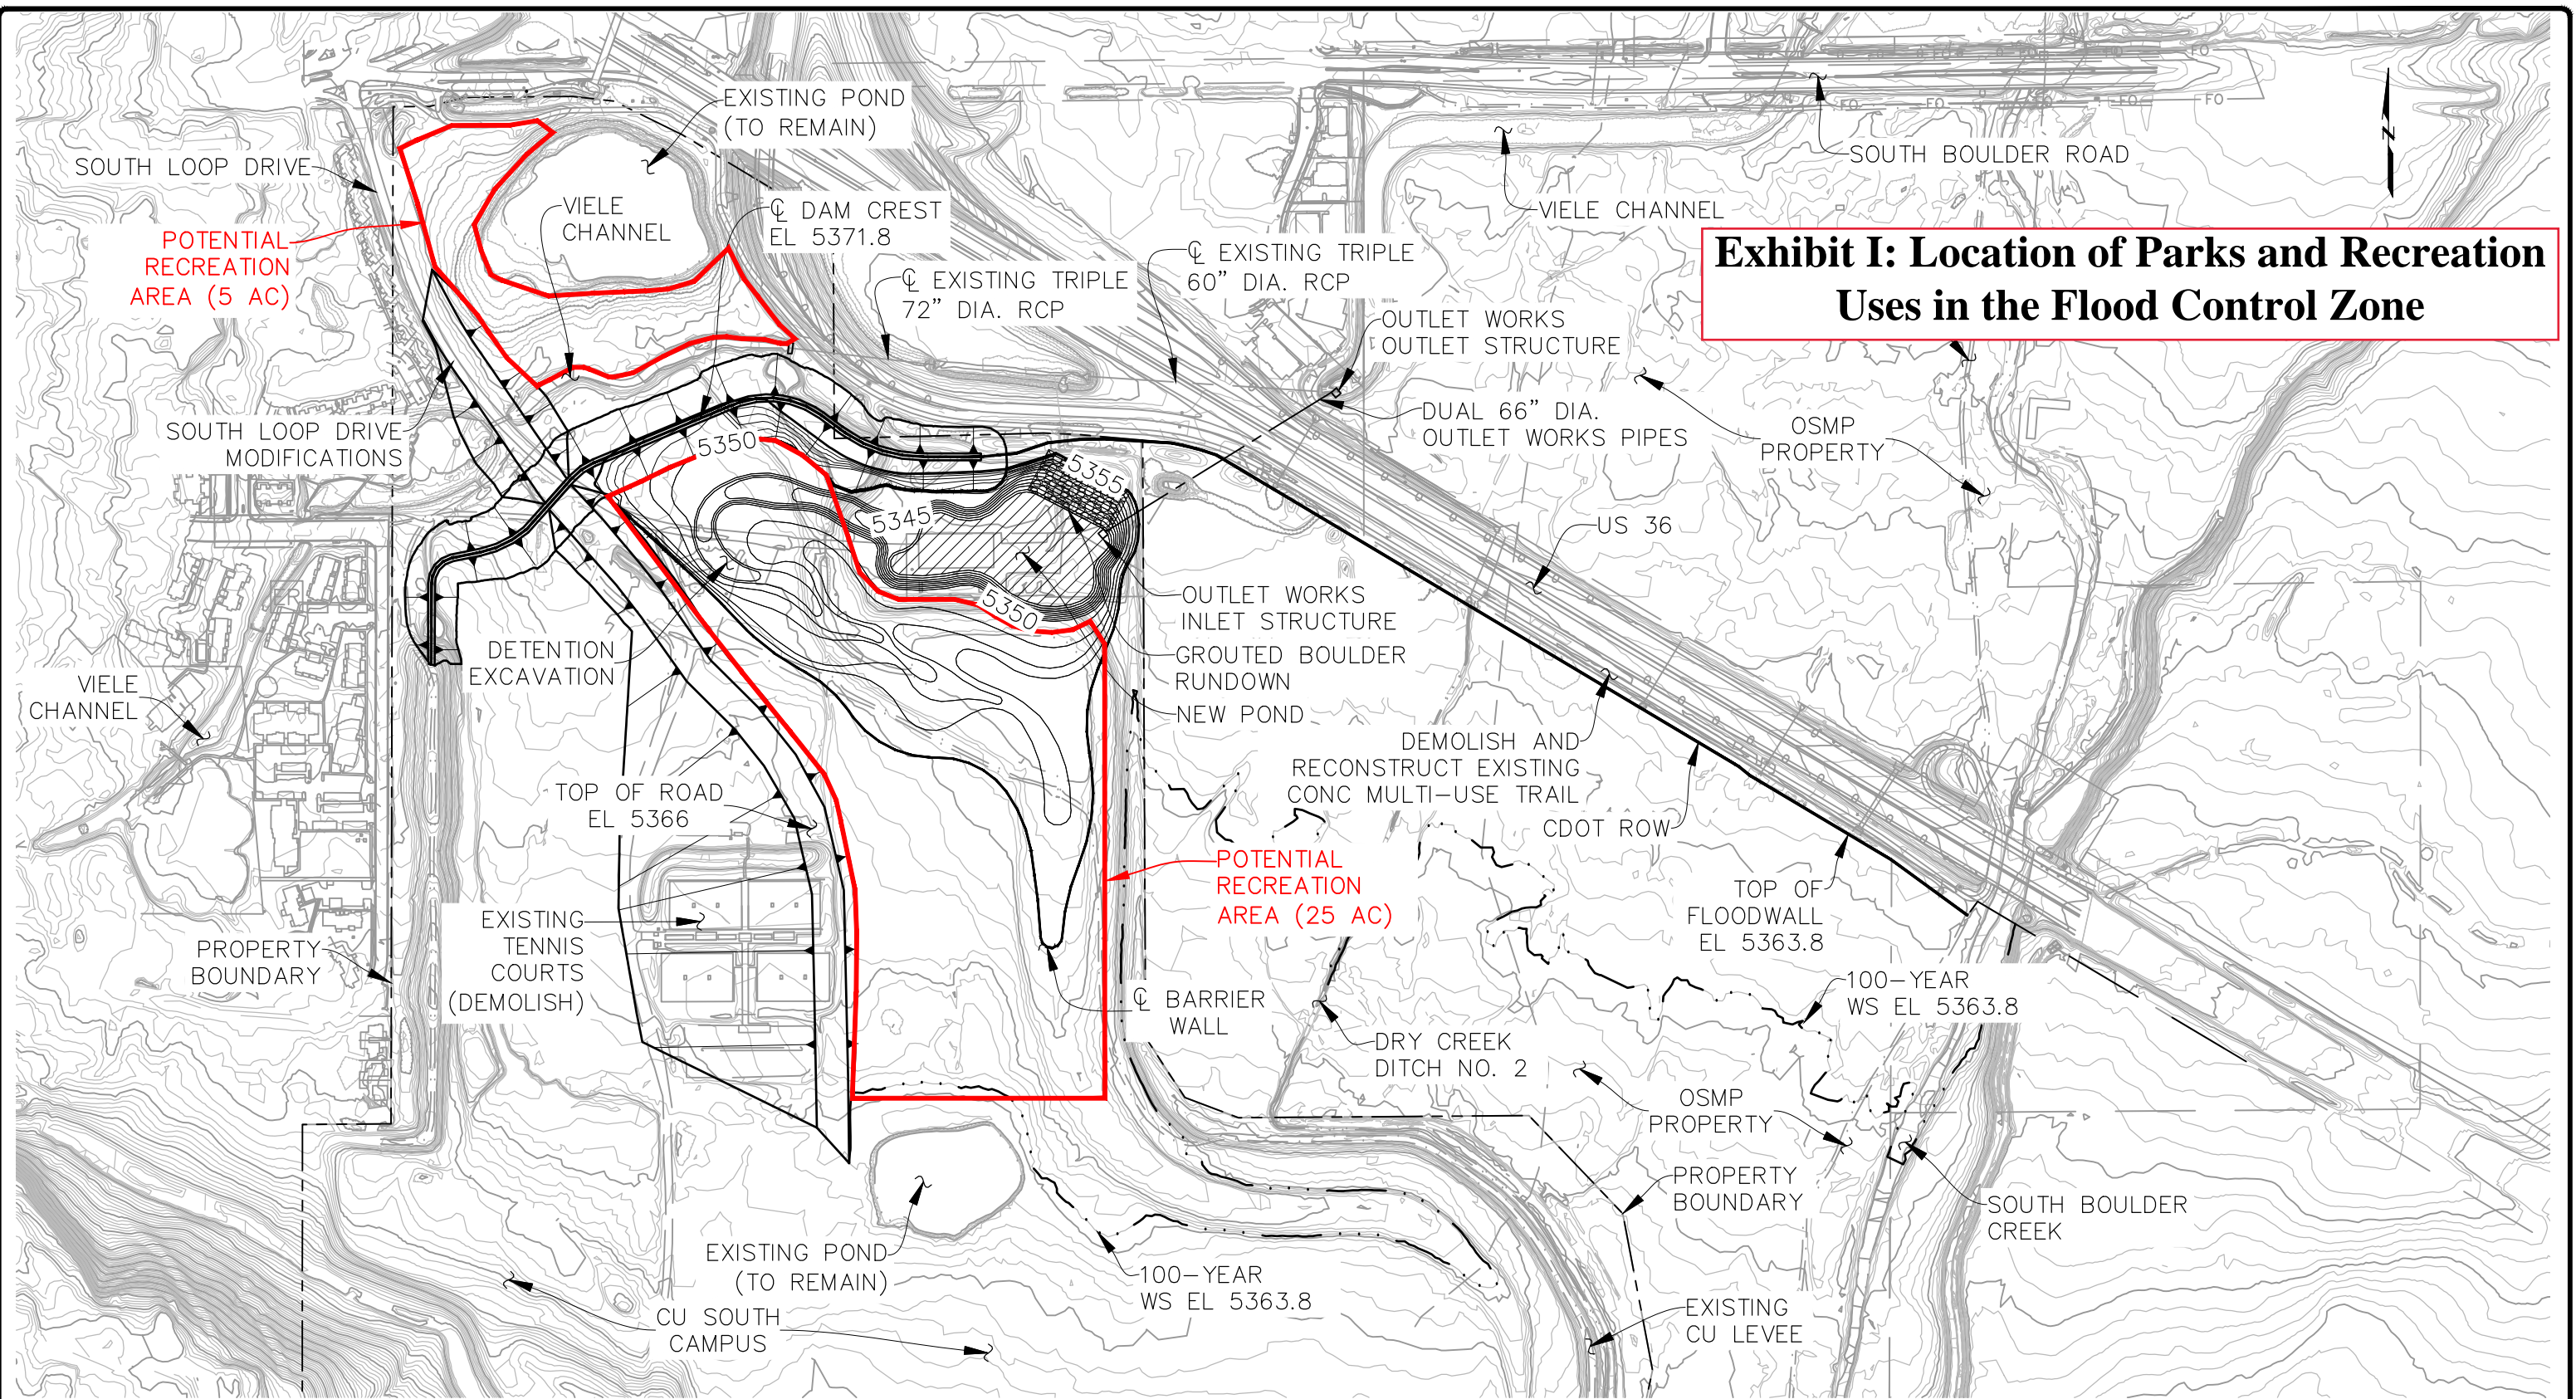 EXISTING POND
(TO REMAIN)
SOUTH LOOP DRIVE
POTENTIAL
RECREATION
AREA (5 AC)
VIELE
CHANNEL
℄ DAM CREST
EL 5371.8
℄ EXISTING TRIPLE
72" DIA. RCP
℄ EXISTING TRIPLE
60" DIA. RCP
FO
FO
FO
FO
FO
FO
FO
SOUTH BOULDER ROAD
VIELE CHANNEL
N
Exhibit I: Location of Parks and Recreation
Uses in the Flood Control Zone
OUTLET WORKS
OUTLET STRUCTURE
DUAL 66" DIA.
OUTLET WORKS PIPES
OSMP
PROPERTY
SOUTH LOOP DRIVE
MODIFICATIONS
5350
5355
5345
5350
US 36
OUTLET WORKS
INLET STRUCTURE
GROUTED BOULDER
RUNDOWN
NEW POND
DETENTION
EXCAVATION
VIELE
CHANNEL
DEMOLISH AND
RECONSTRUCT EXISTING
CONC MULTI-USE TRAIL
CDOT ROW
TOP OF ROAD
EL 5366
POTENTIAL
RECREATION
AREA (25 AC)
TOP OF
FLOODWALL
EL 5363.8
EXISTING
TENNIS
COURTS
(DEMOLISH)
PROPERTY
BOUNDARY
℄ BARRIER
WALL
100-YEAR
WS EL 5363.8
DRY CREEK
DITCH NO. 2
OSMP
PROPERTY
PROPERTY
BOUNDARY
SOUTH BOULDER
CREEK
EXISTING POND
(TO REMAIN)
100-YEAR
WS EL 5363.8
CU SOUTH
CAMPUS
EXISTING
CU LEVEE